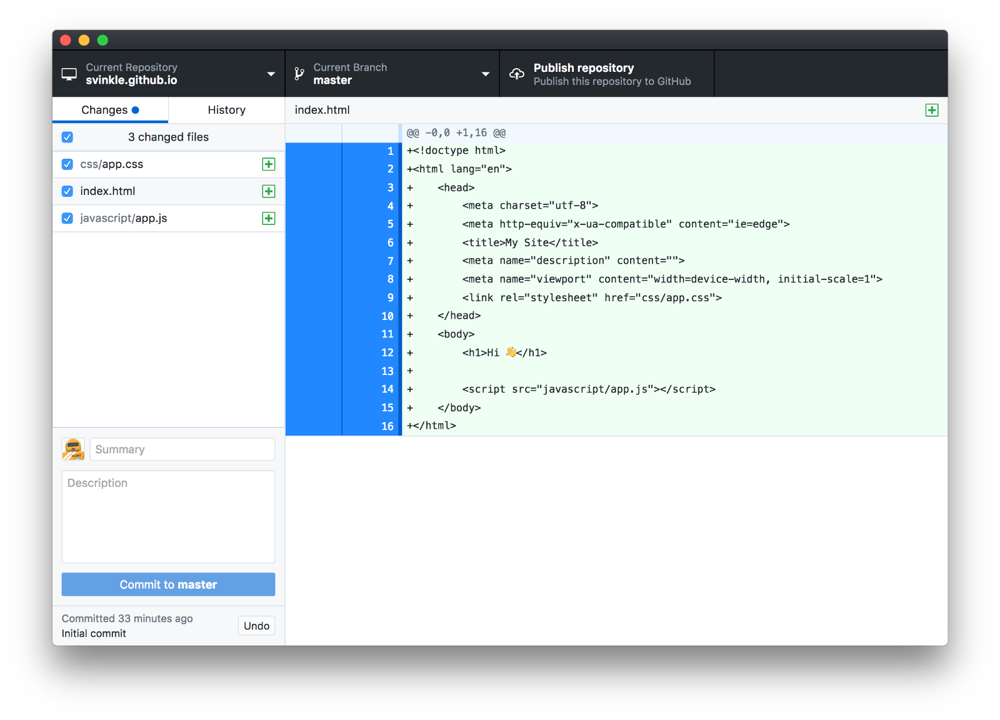 Current Repository
svinkle.github.io
Current Branch
master
Publish repository
Publish this repository to GitHub
Changes
History
index.html
3 changed files
css/app.css
index.html
javascript/app.js
@@ -0,0 +1,16 @@
1 +<!doctype html>
2 +<html lang="en">
3 +    <head>
4 +        <meta charset="utf-8">
5 +        <meta http-equiv="x-ua-compatible" content="ie=edge">
6 +        <title>My Site</title>
7 +        <meta name="description" content="">
8 +        <meta name="viewport" content="width=device-width, initial-scale=1">
9 +        <link rel="stylesheet" href="css/app.css">
10 +    </head>
11 +    <body>
12 +        <h1>Hi 👋</h1>
13 +
14 +        <script src="javascript/app.js"></script>
15 +    </body>
16 +</html>
Summary
Description
Commit to master
Committed 33 minutes ago
Initial commit
Undo